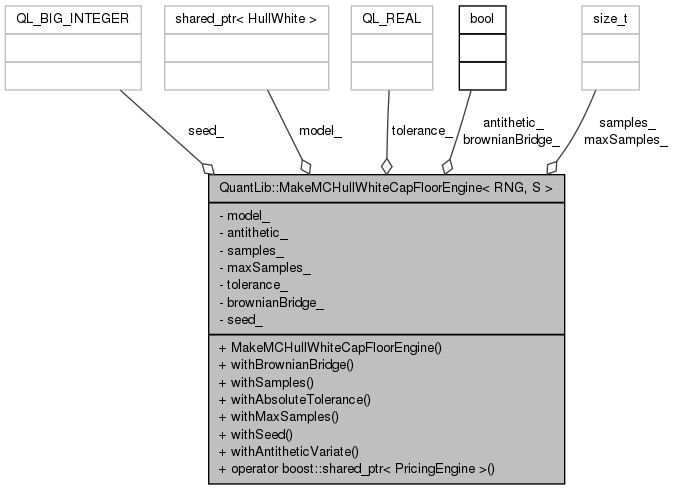 QL_BIG_INTEGER
shared_ptr< HullWhite >
QL_REAL
bool
size_t
seed_
model_
tolerance_
antithetic_
brownianBridge_
samples_
maxSamples_
QuantLib::MakeMCHullWhiteCapFloorEngine< RNG, S >
- model_
- antithetic_
- samples_
- maxSamples_
- tolerance_
- brownianBridge_
- seed_
+ MakeMCHullWhiteCapFloorEngine()
+ withBrownianBridge()
+ withSamples()
+ withAbsoluteTolerance()
+ withMaxSamples()
+ withSeed()
+ withAntitheticVariate()
+ operator boost::shared_ptr< PricingEngine >()